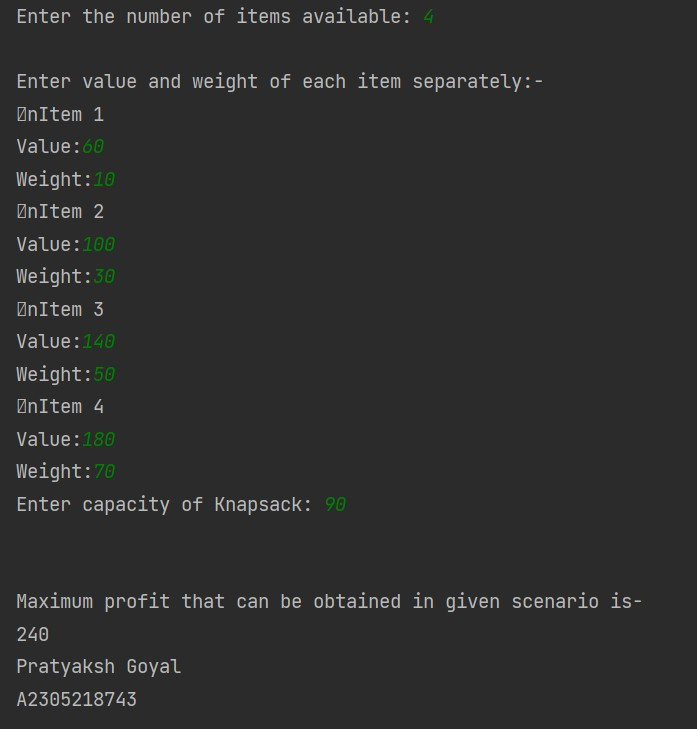 Enter the number of items available: 4
Enter value and weight of each item separately:-
nItem 1
Value:60
Weight:10
nItem 2
Value:100
Weight:30
nItem 3
Value:140
Weight:50
nItem 4
Value:180
Weight:70
Enter capacity of Knapsack: 90
Maximum profit that can be obtained in given scenario is-
240
Pratyaksh Goyal
A2305218743